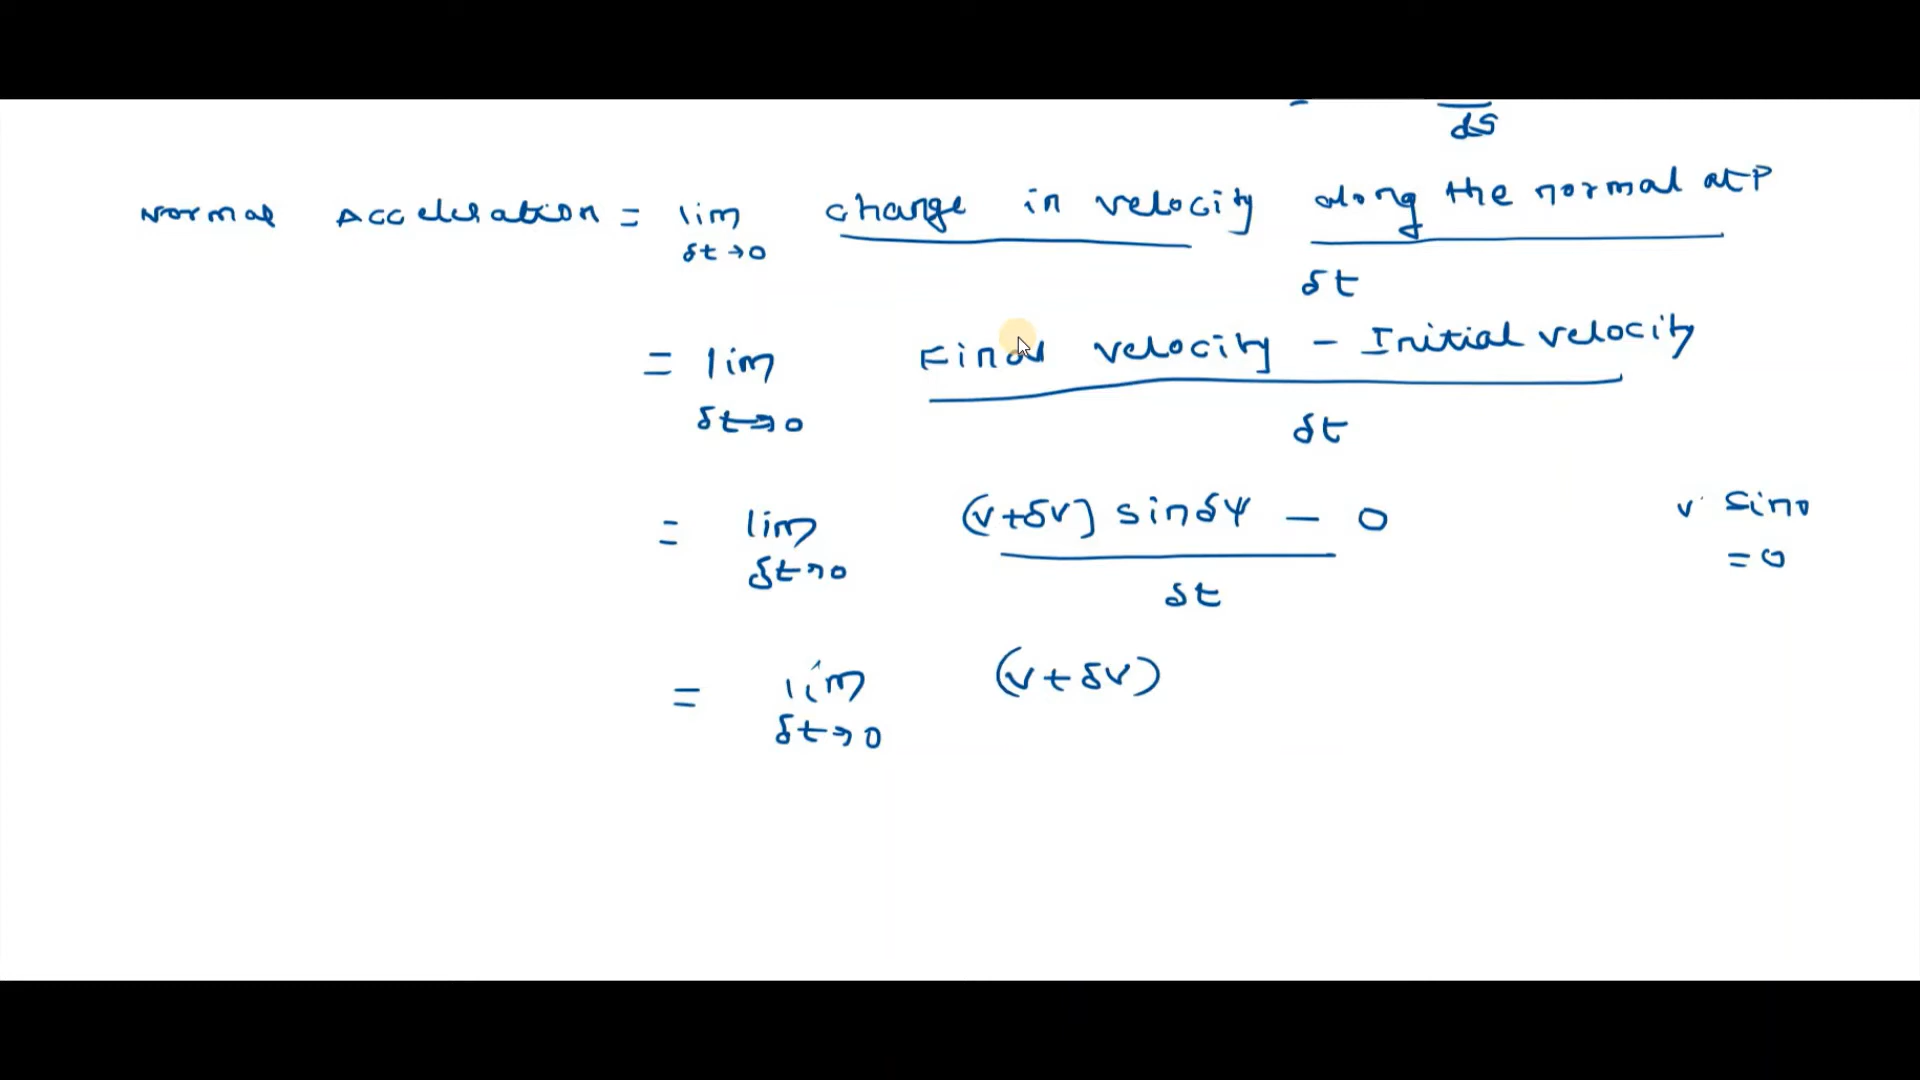 = ds
Normal Acceleration = lim change in velocity along the normal at P
δt→0 δt
= lim Final velocity - Initial velocity
δt→0 δt
= lim (v+δv) sinδψ - 0 v sin0
δt→0 δt = 0
= lim (v+δv)
δt→0